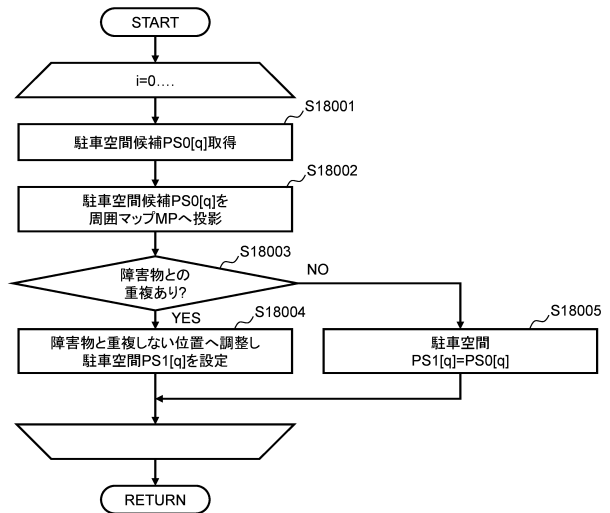 START
i=0....
S18001
駐車空間候補PS0[q]取得
S18002
駐車空間候補PS0[q]を
周囲マップMPへ投影
S18003
障害物との
重複あり?
NO
YES
S18004
障害物と重複しない位置へ調整し
駐車空間PS1[q]を設定
S18005
駐車空間
PS1[q]=PS0[q]
RETURN